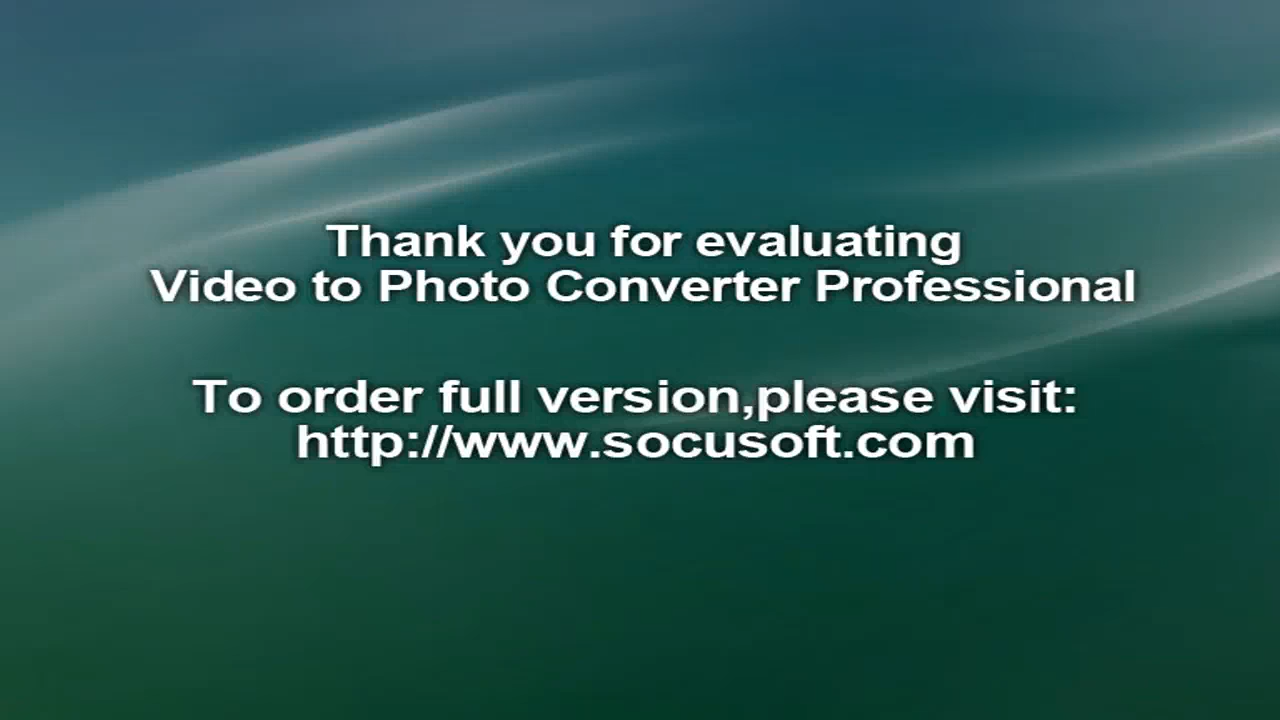 Thank you for evaluating
Video to Photo Converter Professional
To order full version,please visit:
http://www.socusoft.com